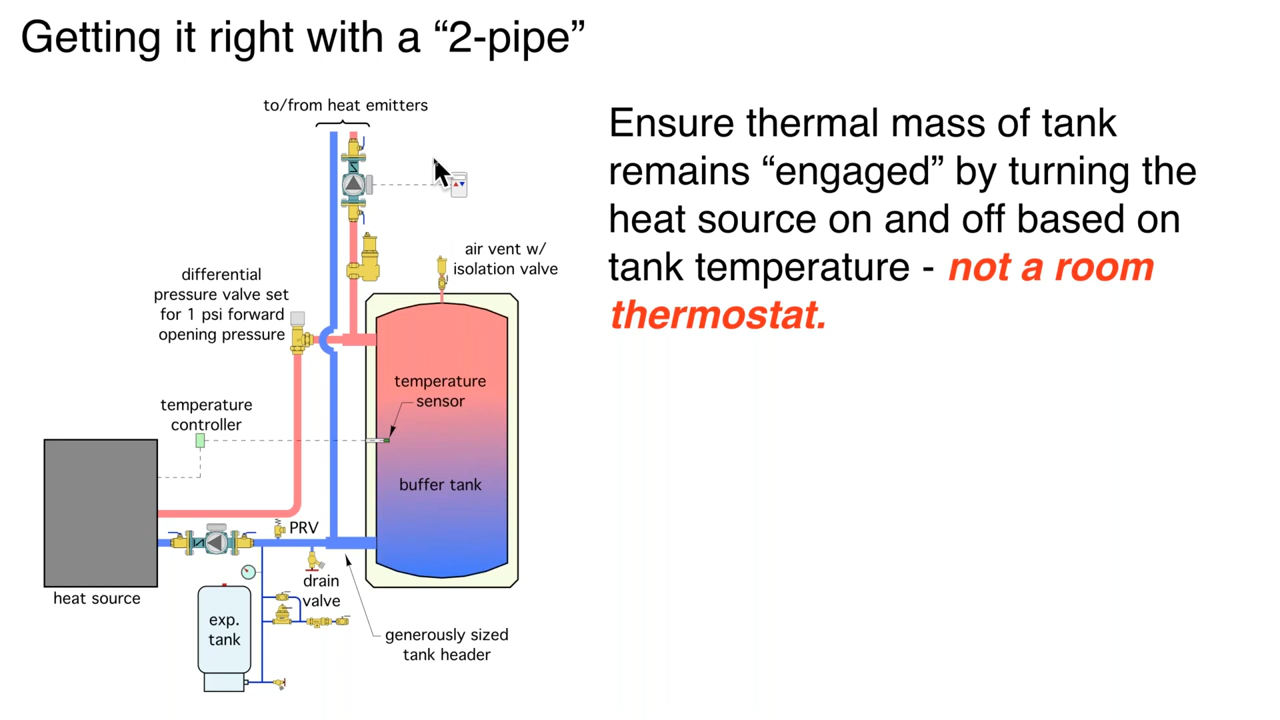 Getting it right with a “2-pipe”
to/from heat emitters
Ensure thermal mass of tank
remains “engaged” by turning the
heat source on and off based on
tank temperature - not a room
thermostat.
air vent w/
isolation valve
differential
pressure valve set
for 1 psi forward
opening pressure
temperature
sensor
temperature
controller
buffer tank
PRV
heat source
drain
valve
exp.
tank
generously sized
tank header